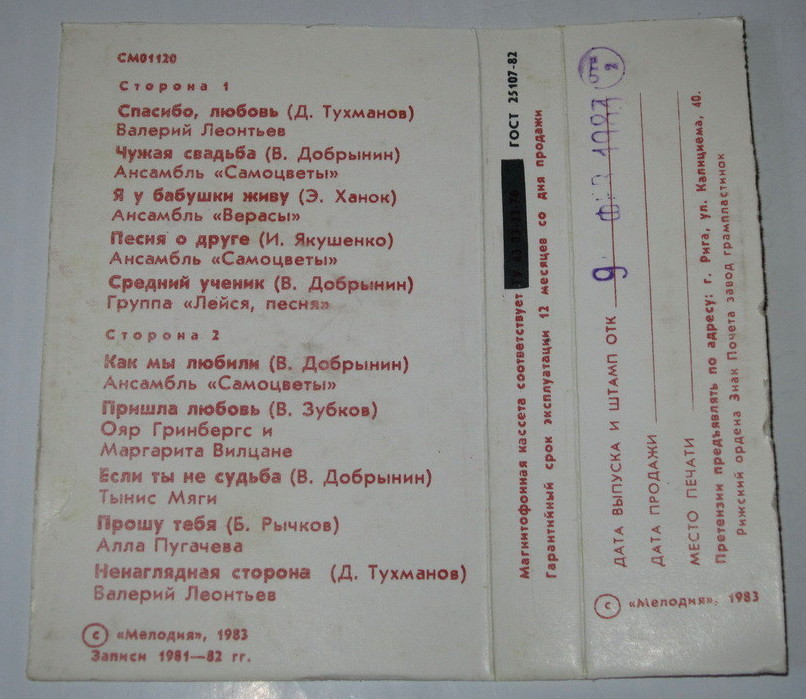 СМ01120
Сторона 1
Спасибо, любовь (Д. Тухманов)
Валерий Леонтьев
Чужая свадьба (В. Добрынин)
Ансамбль «Самоцветы»
Я у бабушки живу (Э. Ханок)
Ансамбль «Верасы»
Песня о друге (И. Якушенко)
Ансамбль «Самоцветы»
Средний ученик (В. Добрынин)
Группа «Лейся, песня»
Сторона 2
Как мы любили (В. Добрынин)
Ансамбль «Самоцветы»
Пришла любовь (В. Зубков)
Ояр Гринбергс и
Маргарита Вилцане
Если ты не судьба (В. Добрынин)
Тынис Мяги
Прошу тебя (Б. Рычков)
Алла Пугачева
Ненаглядная сторона (Д. Тухманов)
Валерий Леонтьев
© «Мелодия», 1983
Записи 1981—82 гг.
Магнитофонная кассета соответствует ГОСТ 25107-82
Гарантийный срок эксплуатации 12 месяцев со дня продажи
ДАТА ВЫПУСКА И ШТАМП ОТК 9
ДАТА ПРОДАЖИ
МЕСТО ПЕЧАТИ
Претензии предъявлять по адресу: г. Рига, ул. Калнциема, 40.
Рижский ордена Знак Почета завод грампластинок
© «Мелодия», 1983